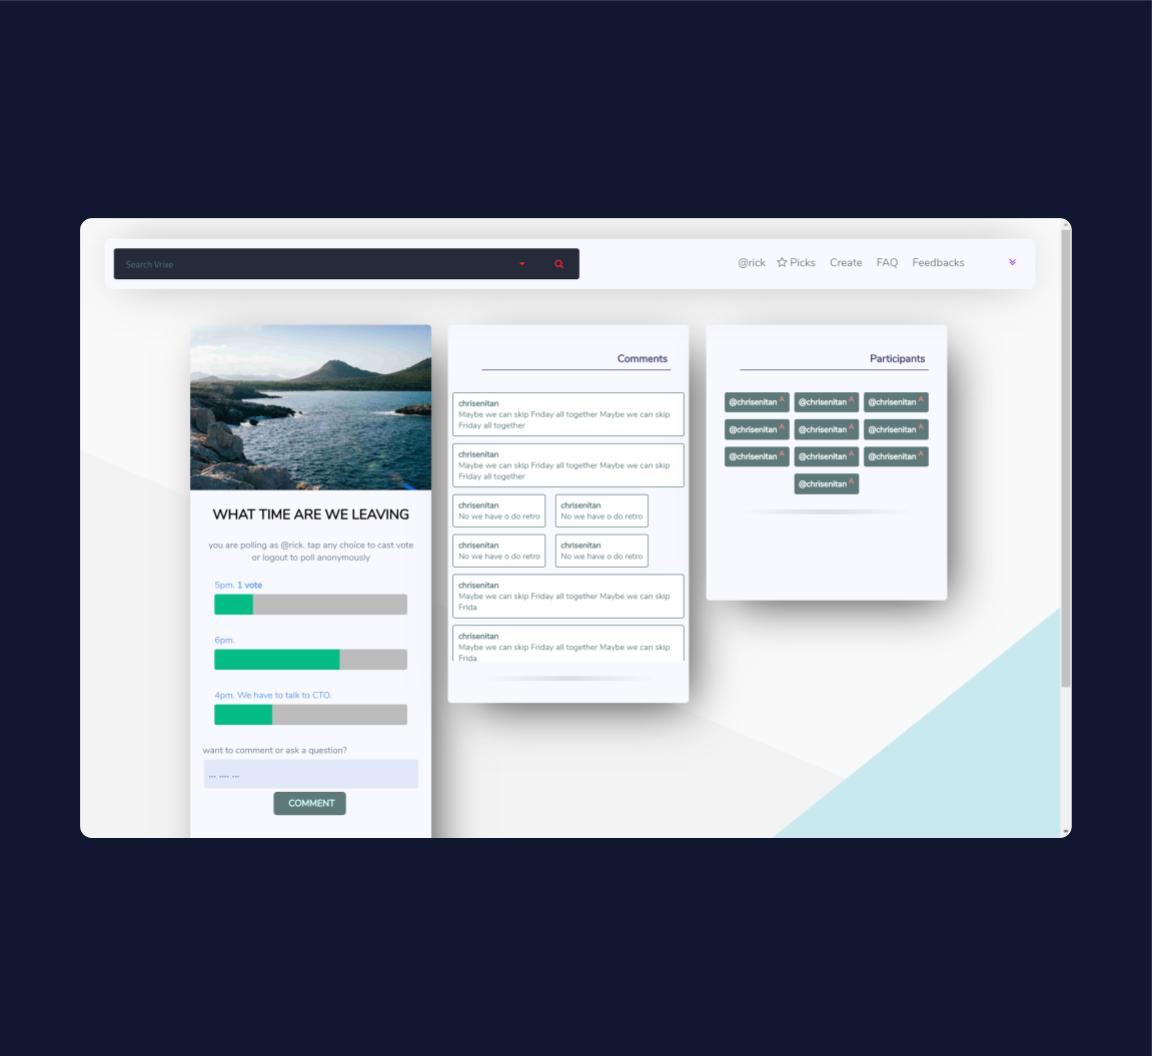 Search Vrixe
@rick Picks Create FAQ Feedbacks
WHAT TIME ARE WE LEAVING
you are polling as @rick. tap any choice to cast vote
or logout to poll anonymously
5pm. 1 vote
6pm.
4pm. We have to talk to CTO.
want to comment or ask a question?
... .... ...
COMMENT
Comments
chrisenitan
Maybe we can skip Friday all together Maybe we can skip
Friday all together
chrisenitan
Maybe we can skip Friday all together Maybe we can skip
Friday all together
chrisenitan
No we have o do retro
chrisenitan
No we have o do retro
chrisenitan
No we have o do retro
chrisenitan
No we have o do retro
chrisenitan
Maybe we can skip Friday all together Maybe we can skip
Frida
chrisenitan
Maybe we can skip Friday all together Maybe we can skip
Frida
Participants
@chrisenitan @chrisenitan @chrisenitan
@chrisenitan @chrisenitan @chrisenitan
@chrisenitan @chrisenitan @chrisenitan
@chrisenitan